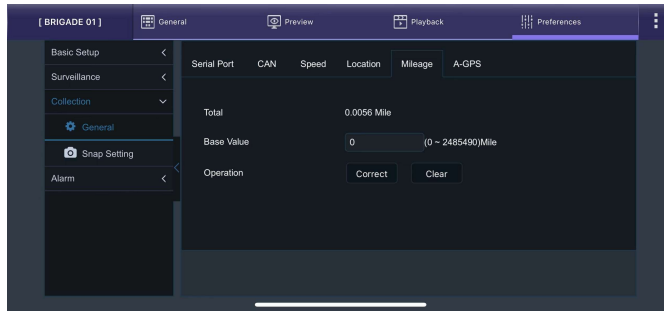 [ BRIGADE 01 ] General Preview Playback Preferences
Basic Setup
Surveillance
Collection
General
Snap Setting
Alarm
Serial Port CAN Speed Location Mileage A-GPS
Total 0.0056 Mile
Base Value 0 (0 ~ 2485490)Mile
Operation Correct Clear